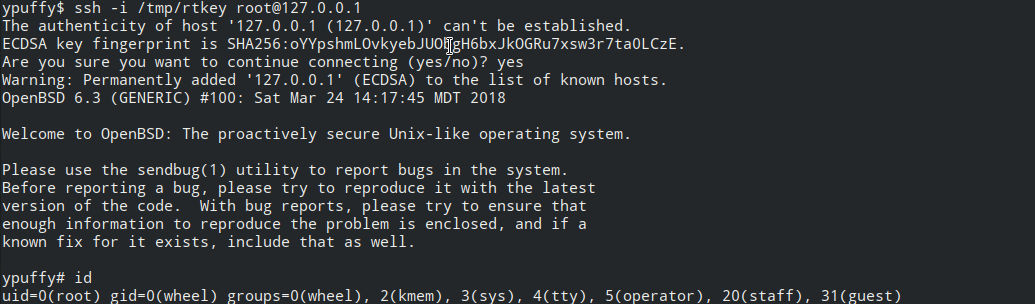 ypuffy$ ssh -i /tmp/rtkey root@127.0.0.1
The authenticity of host '127.0.0.1 (127.0.0.1)' can't be established.
ECDSA key fingerprint is
Are you sure you want to continue connecting (yes/no)? yes
Warning: Permanently added '127.0.0.1' (ECDSA) to the list of known hosts.
OpenBSD 6.3 (GENERIC) #100: Sat Mar 24 14:17:45 MDT 2018
Welcome to OpenBSD: The proactively secure Unix-like operating system.
Please use the sendbug(1) utility to report bugs in the system.
Before reporting a bug, please try to reproduce it with the latest
version of the code.  With bug reports, please try to ensure that
enough information to reproduce the problem is enclosed, and if a
known fix for it exists, include that as well.
ypuffy# id
uid=0(root) gid=0(wheel) groups=0(wheel), 2(kmem), 3(sys), 4(tty), 5(operator), 20(staff), 31(guest)